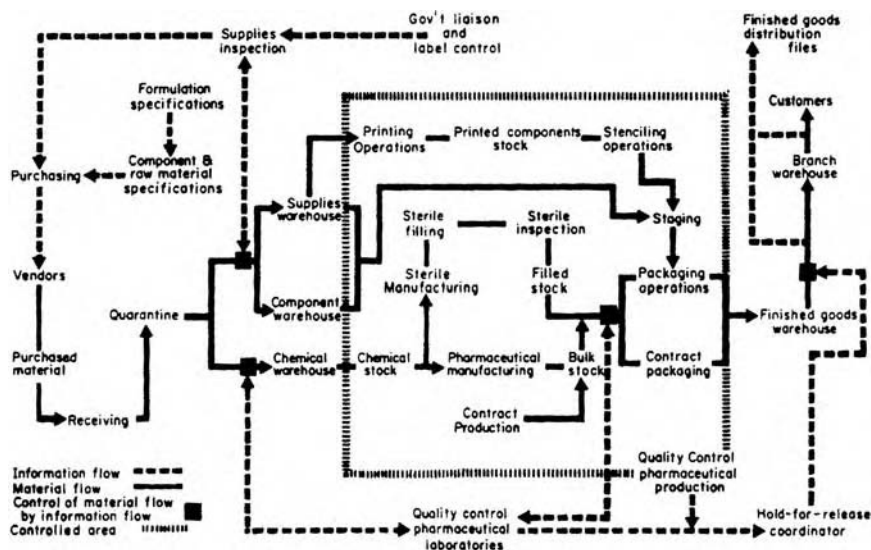 Gov't liaison
and
label control
Supplies
inspection
Finished goods
distribution
files
Formulation
specifications
Customers
Printing
Operations
Printed components
stock
Stenciling operations
Purchasing
Component &
raw material
specifications
Branch
warehouse
Supplies
warehouse
Sterile
filling
Sterile
inspection
Staging
Vendors
Sterile
Manufacturing
Filled
stock
Packaging
operations
Quarantine
Component
warehouse
Finished goods
warehouse
Purchased
material
Chemical
warehouse
Chemical
stock
Pharmaceutical
manufacturing
Bulk
stock
Contract
packaging
Receiving
Contract
Production
Quality Control
pharmaceutical
production
Information flow
Material flow
Control of material flow
by information flow
Controlled area
Quality control
pharmaceutical
laboratories
Hold-for-release
coordinator